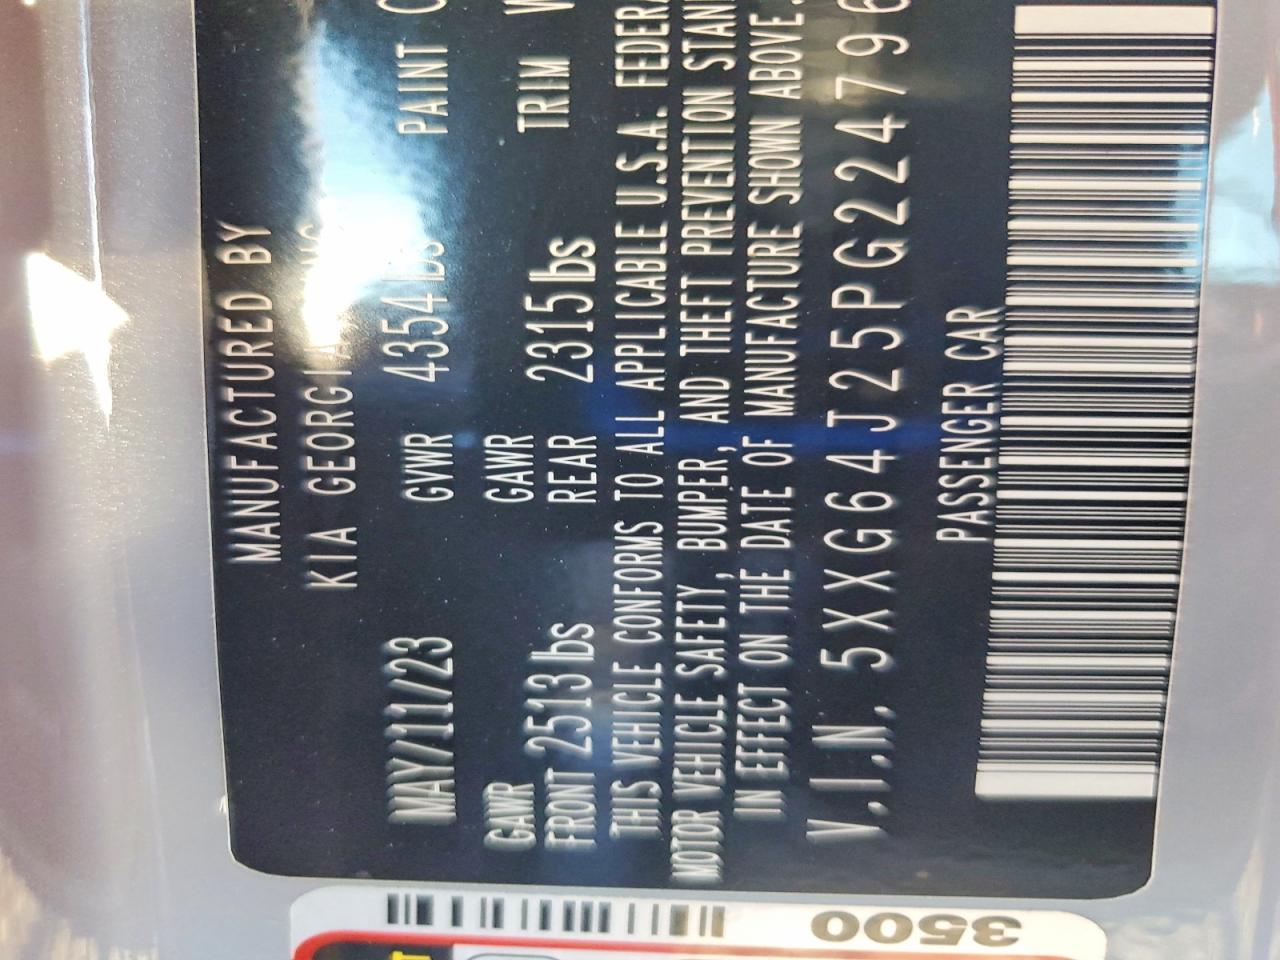 MANUFACTURED BY
KIA GEORGIA
MAY/11/23 GVWR 4354 lbs PAINT
GAWR GAWR
FRONT 2513 lbs REAR 2315 lbs TRIM
THIS VEHICLE CONFORMS TO ALL APPLICABLE U.S.A. FEDERA
MOTOR VEHICLE SAFETY, BUMPER, AND THEFT PREVENTION STAN
IN EFFECT ON THE DATE OF MANUFACTURE SHOWN ABOVE.
V.I.N. 5XXG64J25PG224796
PASSENGER CAR
3500